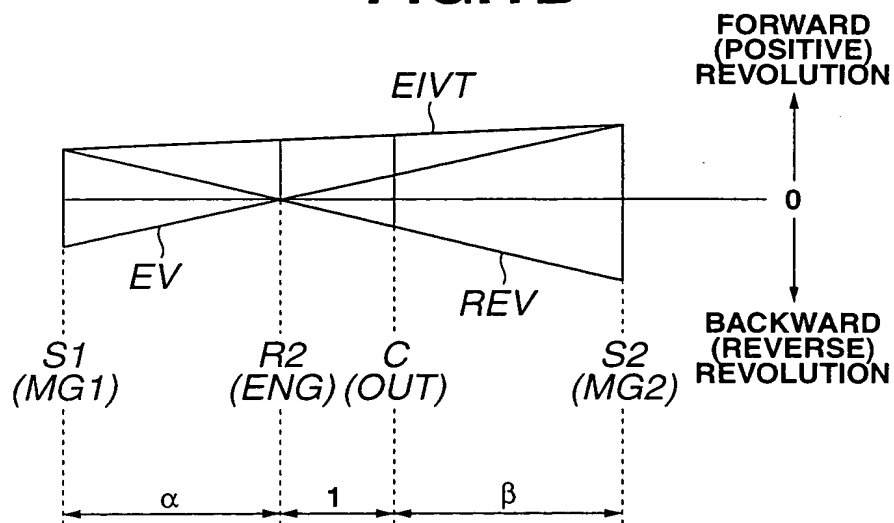 FORWARD
(POSITIVE)
REVOLUTION
EIVT
0
EV
REV
BACKWARD
(REVERSE)
REVOLUTION
S1
(MG1)
R2
(ENG)
C
(OUT)
S2
(MG2)
α
1
β